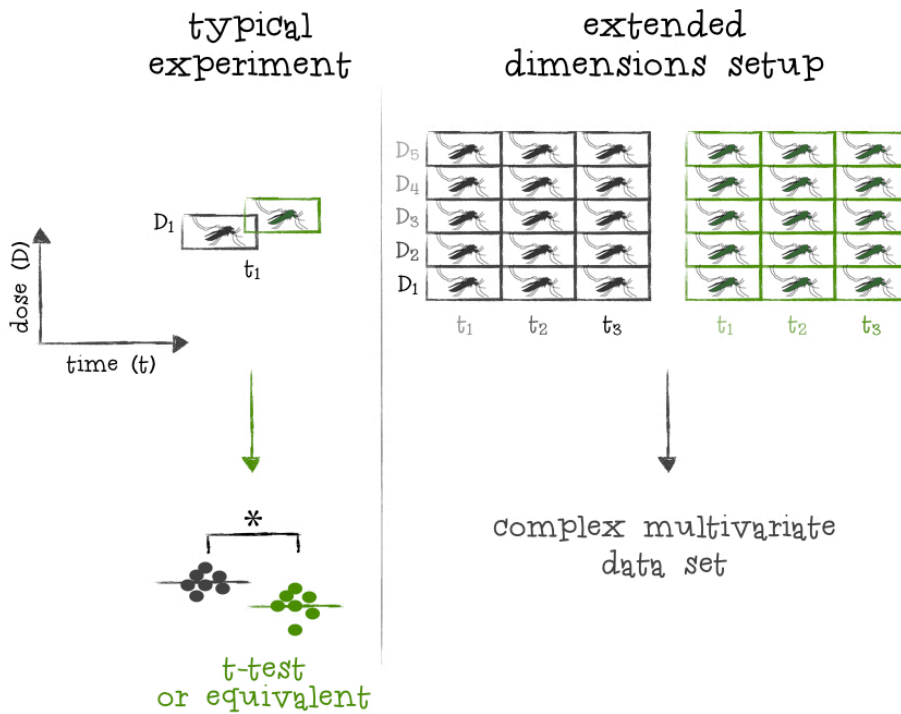 typical
experiment
extended
dimensions setup
D₁
t₁
dose (D)
time (t)
D₅
D₄
D₃
D₂
D₁
t₁ t₂ t₃
t₁ t₂ t₃
*
t-test
or equivalent
complex multivariate
data set